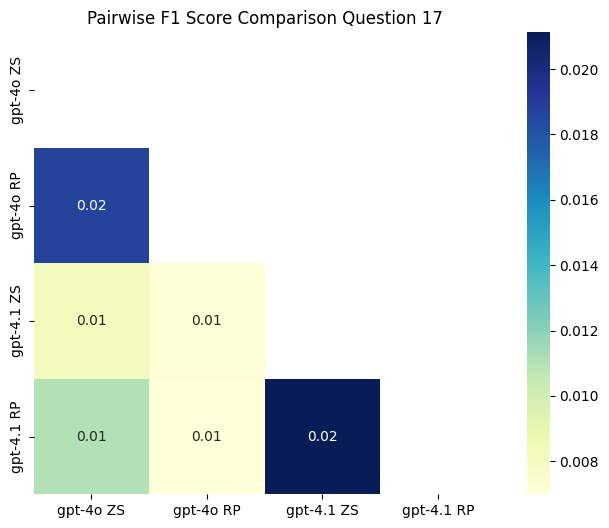 Pairwise F1 Score Comparison Question 17
gpt-4o ZS
gpt-4o RP
0.02
gpt-4.1 ZS
0.01 0.01
gpt-4.1 RP
0.01 0.01 0.02
gpt-4o ZS gpt-4o RP gpt-4.1 ZS gpt-4.1 RP
0.020
0.018
0.016
0.014
0.012
0.010
0.008